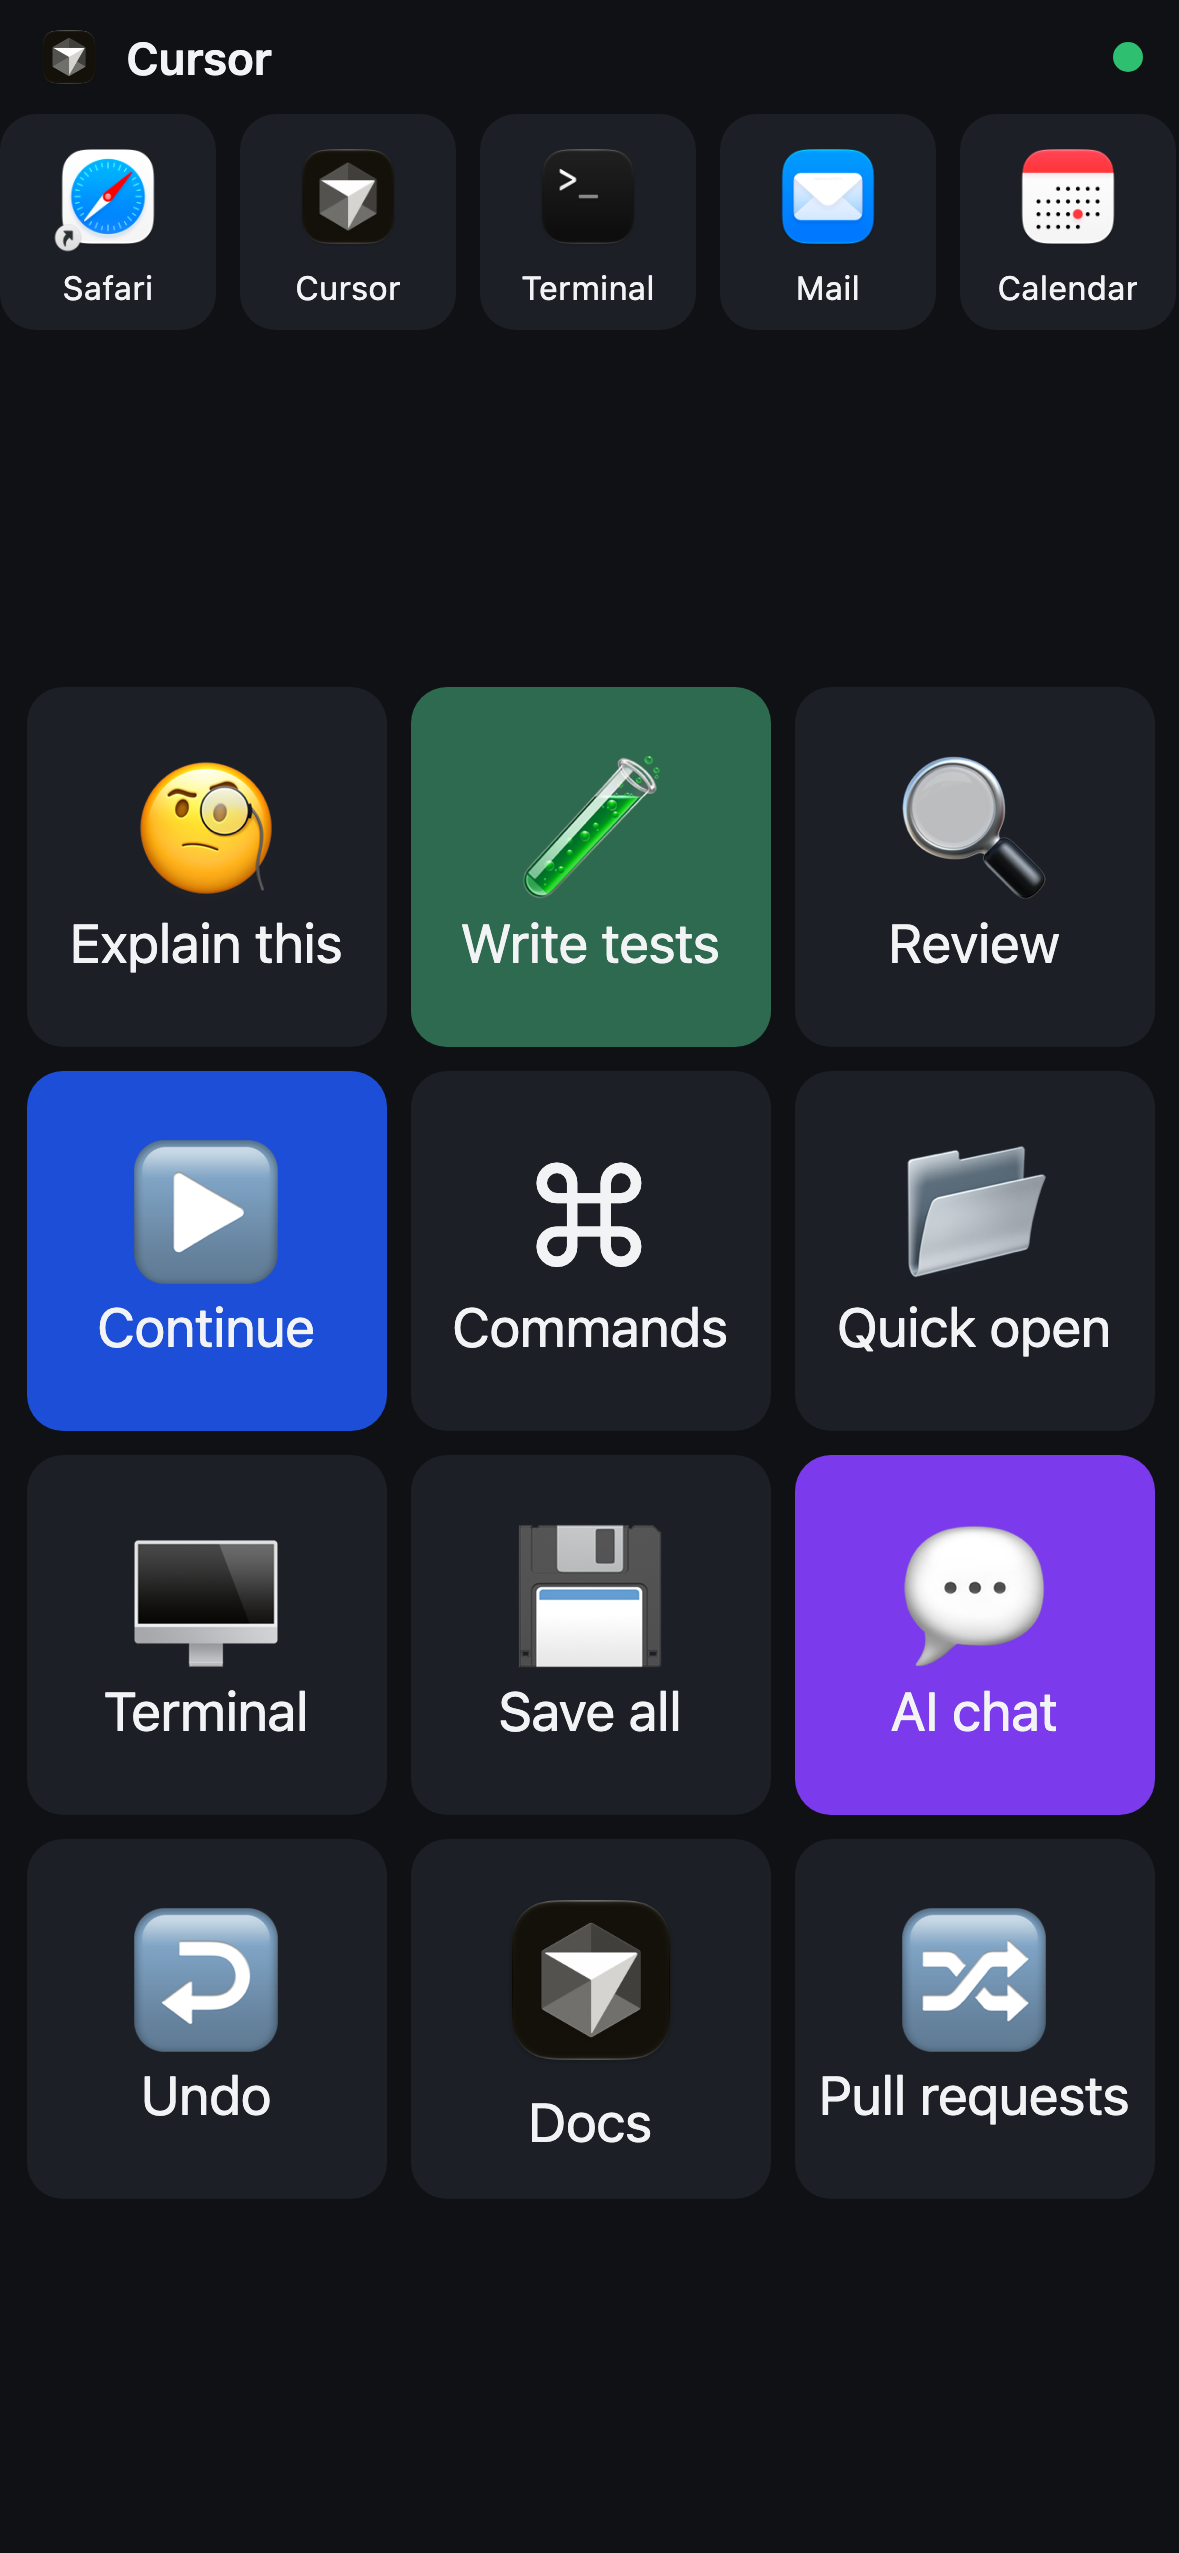 Cursor
Safari
Cursor
Terminal
Mail
Calendar
Explain this
Write tests
Review
Continue
Commands
Quick open
Terminal
Save all
AI chat
Undo
Docs
Pull requests